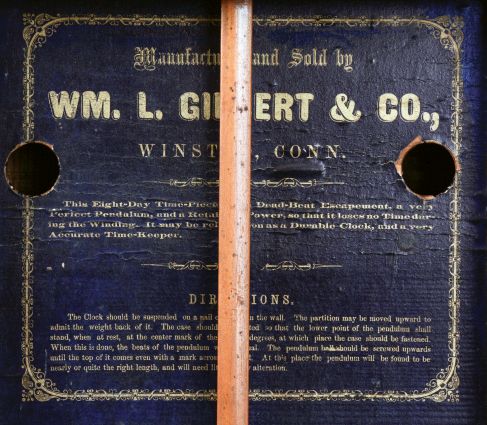 Manufactu and Sold by
WM. L. GI ERT & CO.,
WINST , CONN.
This Eight-Day Time-Piece Dead-Beat Escapement, a very
Perfect Pendulum, and a Retai Power, so that it loses no Time dur-
ing the Winding. It may be reli on as a Durable Clock, and a very
Accurate Time-Keeper.
DIR IONS.
The Clock should be suspended on a nail o n the wall. The partition may be moved upward to
admit the weight back of it. The case should ted so that the lower point of the pendulum shall
stand, when at rest, at the center mark of the degrees, at which place the case should be fastened.
When this is done, the beats of the pendulum w al. The pendulum ball should be screwed upwards
until the top of it comes even with a mark across At this place the pendulum will be found to be
nearly or quite the right length, and will need lit alteration.